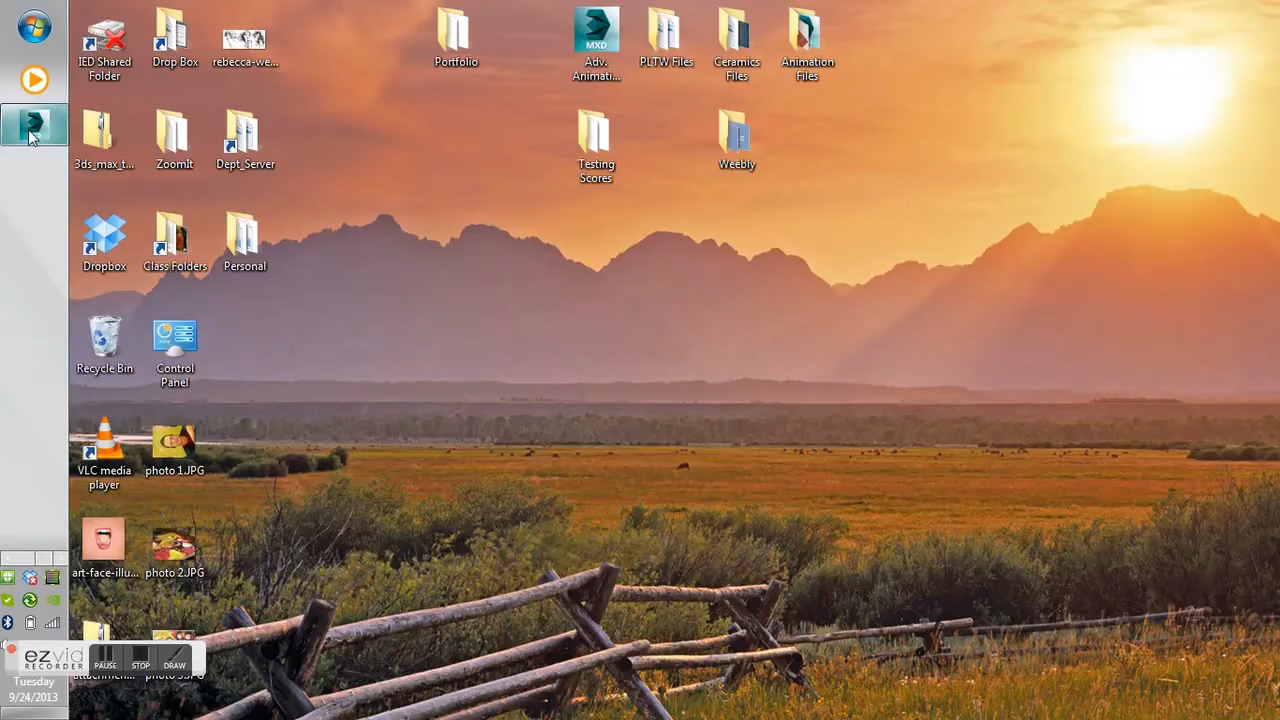 IED Shared
Folder
Drop Box
rebecca-we...
Portfolio
MXD
Adv.
Animati...
PLTW Files
Ceramics
Files
Animation
Files
3ds_max_t...
ZoomIt
Dept_Server
Testing
Scores
Weebly
Dropbox
Class Folders
Personal
Recycle Bin
Control
Panel
VLC media
player
photo 1.JPG
art-face-illu...
photo 2.JPG
ezvid
RECORDER
PAUSE
STOP
DRAW
Tuesday
9/24/2013